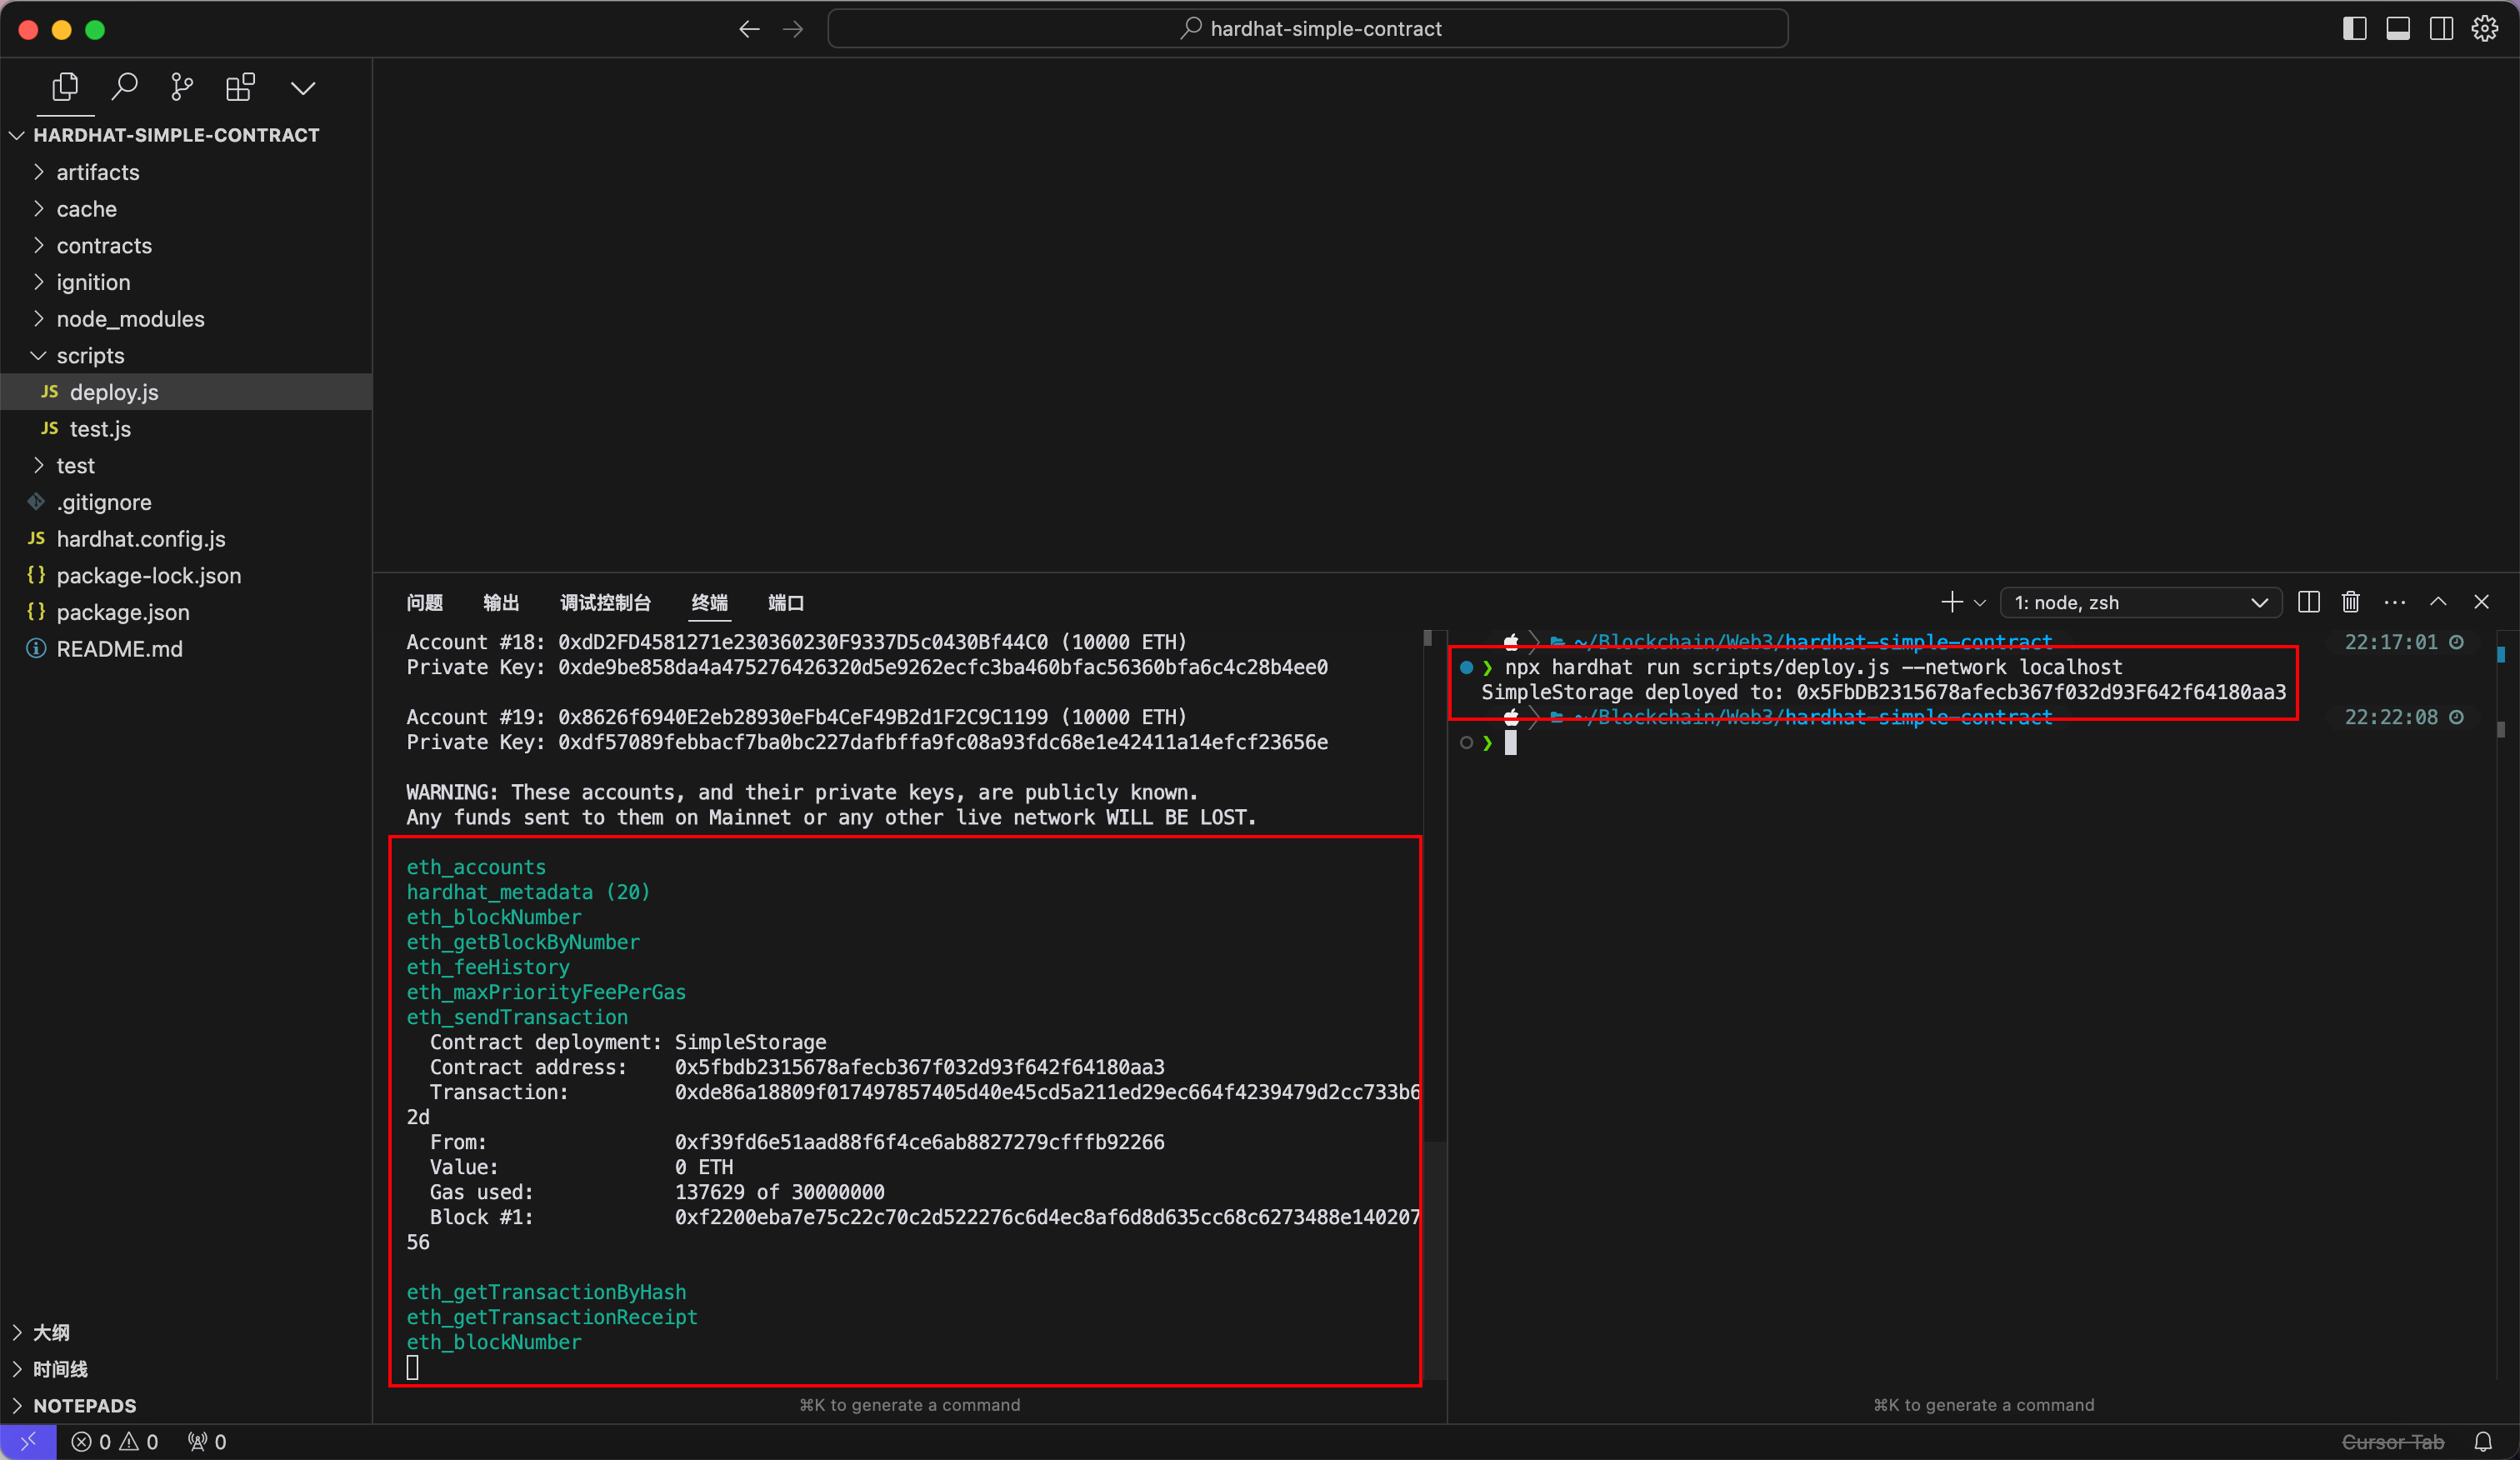 hardhat-simple-contract
HARDHAT-SIMPLE-CONTRACT
artifacts
cache
contracts
ignition
node_modules
scripts
JS deploy.js
JS test.js
test
.gitignore
JS hardhat.config.js
{} package-lock.json
{} package.json
README.md
大纲
时间线
NOTEPADS
问题 输出 调试控制台 终端 端口
1: node, zsh
Account #18: 0xdD2FD4581271e230360230F9337D5c0430Bf44C0 (10000 ETH)
Private Key: 0xde9be858da4a475276426320d5e9262ecfc3ba460bfac56360bfa6c4c28b4ee0
Account #19: 0x8626f6940E2eb28930eFb4CeF49B2d1F2C9C1199 (10000 ETH)
Private Key: 0xdf57089febbacf7ba0bc227dafbffa9fc08a93fdc68e1e42411a14efcf23656e
WARNING: These accounts, and their private keys, are publicly known.
Any funds sent to them on Mainnet or any other live network WILL BE LOST.
eth_accounts
hardhat_metadata (20)
eth_blockNumber
eth_getBlockByNumber
eth_feeHistory
eth_maxPriorityFeePerGas
eth_sendTransaction
Contract deployment: SimpleStorage
Contract address: 0x5fbdb2315678afecb367f032d93f642f64180aa3
Transaction: 0xde86a18809f017497857405d40e45cd5a211ed29ec664f4239479d2cc733b6
2d
From: 0xf39fd6e51aad88f6f4ce6ab8827279cfffb92266
Value: 0 ETH
Gas used: 137629 of 30000000
Block #1: 0xf2200eba7e75c22c70c2d522276c6d4ec8af6d8d635cc68c6273488e140207
56
eth_getTransactionByHash
eth_getTransactionReceipt
eth_blockNumber
⌘K to generate a command
~/Blockchain/Web3/hardhat-simple-contract 22:17:01
❯ npx hardhat run scripts/deploy.js --network localhost
SimpleStorage deployed to: 0x5FbDB2315678afecb367f032d93F642f64180aa3
~/Blockchain/Web3/hardhat-simple-contract 22:22:08
❯
⌘K to generate a command
0 0 0
Cursor Tab